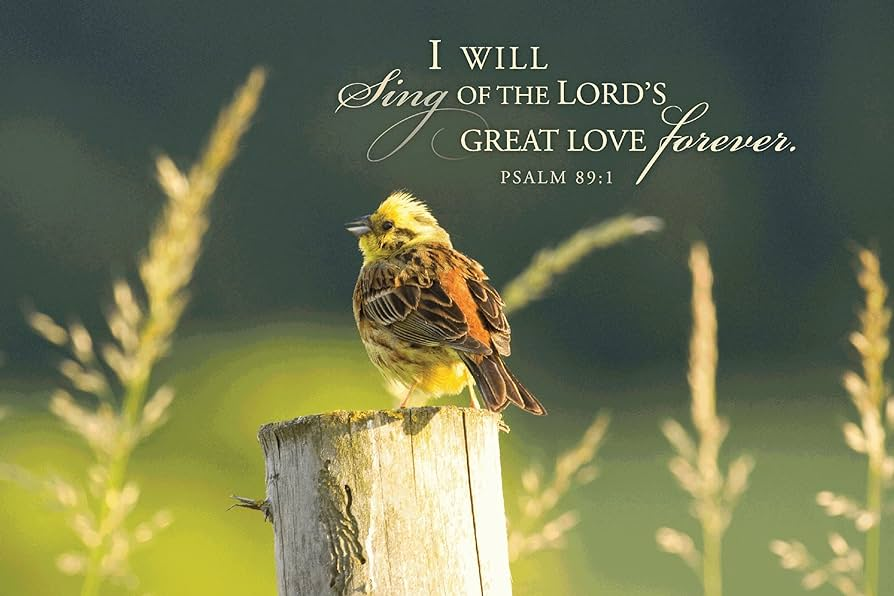 I WILL
Sing OF THE LORD'S
GREAT LOVE forever.
PSALM 89:1